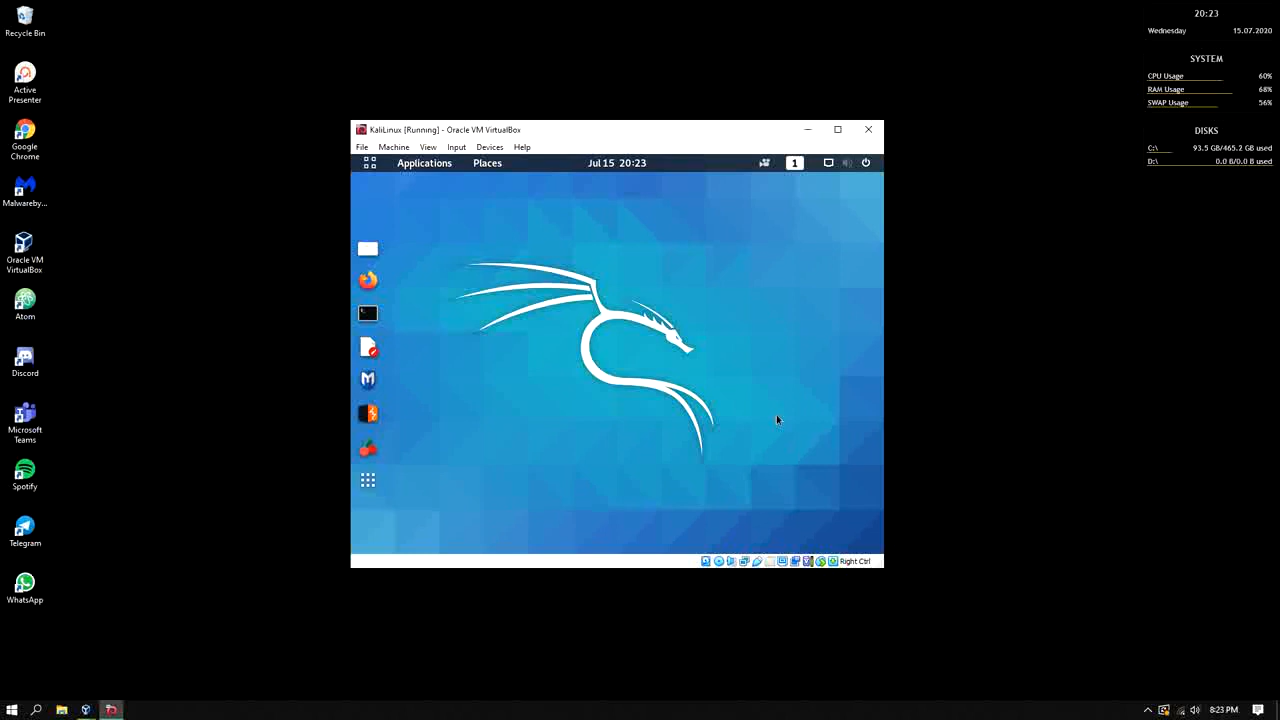 Recycle Bin
Active
Presenter
Google
Chrome
Malwareby...
Oracle VM
VirtualBox
Atom
Discord
Microsoft
Teams
Spotify
Telegram
WhatsApp
KaliLinux [Running] - Oracle VM VirtualBox
File Machine View Input Devices Help
Applications Places Jul 15 20:23 1
Right Ctrl
20:23
Wednesday 15.07.2020
SYSTEM
CPU Usage 60%
RAM Usage 68%
SWAP Usage 56%
DISKS
C:\ 93.5 GB/465.2 GB used
D:\ 0.0 B/0.0 B used
8:23 PM